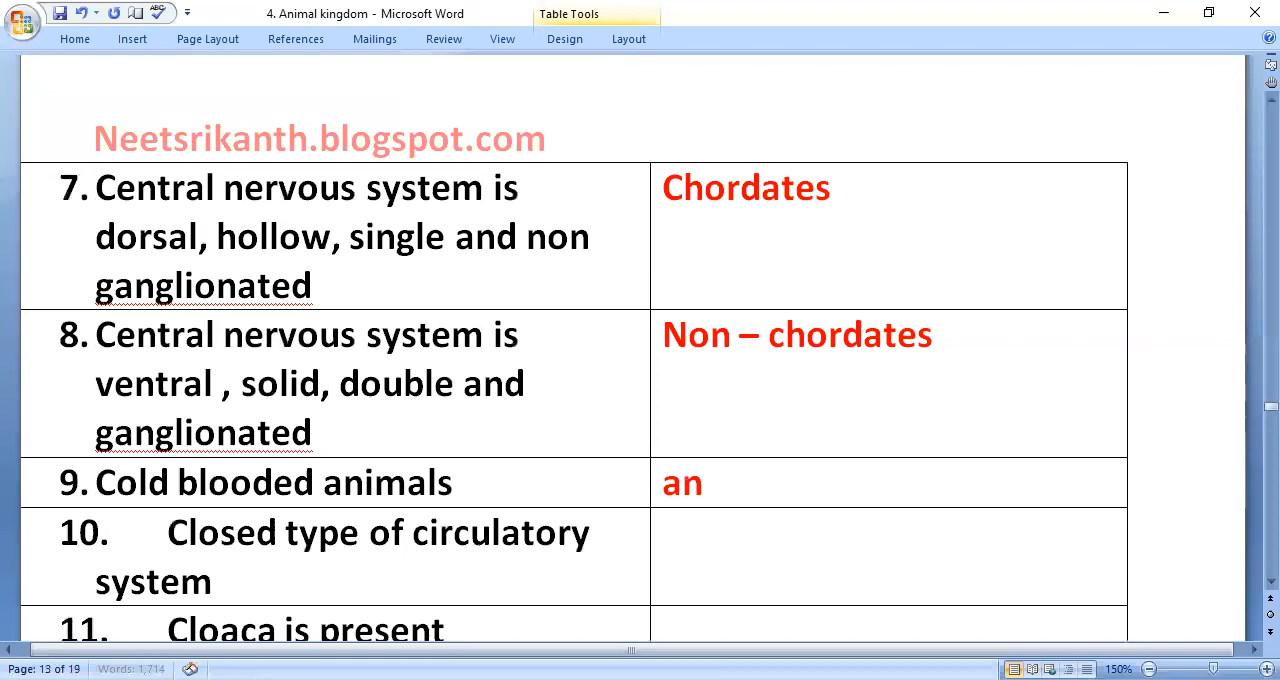 4. Animal kingdom - Microsoft Word
Table Tools
Home Insert Page Layout References Mailings Review View Design Layout
Neetsrikanth.blogspot.com
7. Central nervous system is
dorsal, hollow, single and non
ganglionated
Chordates
8. Central nervous system is
ventral , solid, double and
ganglionated
Non – chordates
9. Cold blooded animals
an
10. Closed type of circulatory
system
11. Cloaca is present
Page: 13 of 19 Words: 1,714 150%